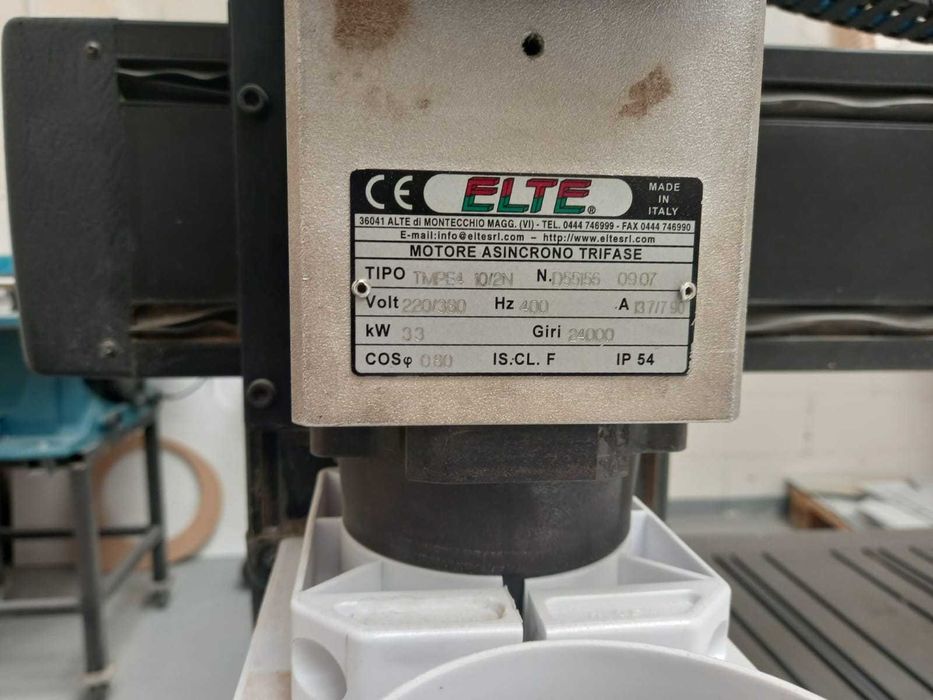 CE ELTE® MADE IN ITALY
36041 ALTE di MONTECCHIO MAGG. (VI) - TEL. 0444 746999 - FAX 0444 746990
E-mail:info@eltesrl.com – http://www.eltesrl.com
MOTORE ASINCRONO TRIFASE
TIPO TMPE4 10/2N N. D55156 09.07
Volt 220/380 Hz 400 A 13.7/7.90
kW 3.3 Giri 24000
COSφ 0.80 IS.CL. F IP 54